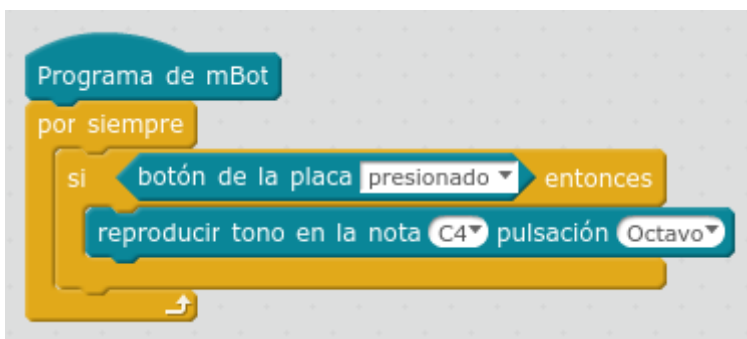 Programa de mBot
por siempre
si botón de la placa presionado entonces
reproducir tono en la nota C4 pulsación Octavo